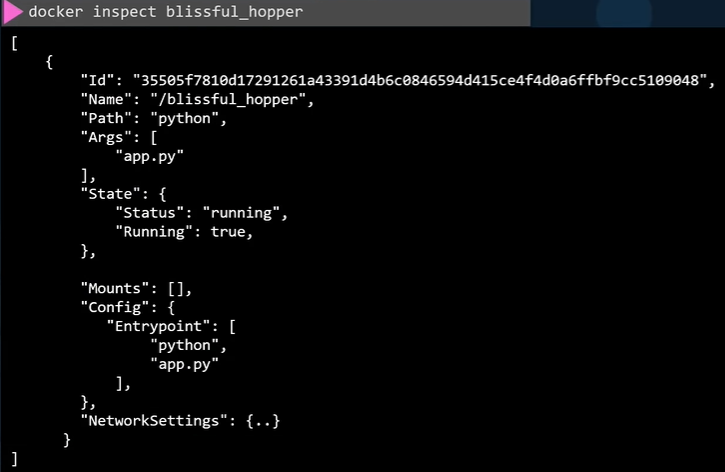 docker inspect blissful_hopper
[
{
"Id": "35505f7810d17291261a43391d4b6c0846594d415ce4f4d0a6ffbf9cc5109048",
"Name": "/blissful_hopper",
"Path": "python",
"Args": [
"app.py"
],
"State": {
"Status": "running",
"Running": true,
},
"Mounts": [],
"Config": {
"Entrypoint": [
"python",
"app.py"
],
},
"NetworkSettings": {..}
}
]